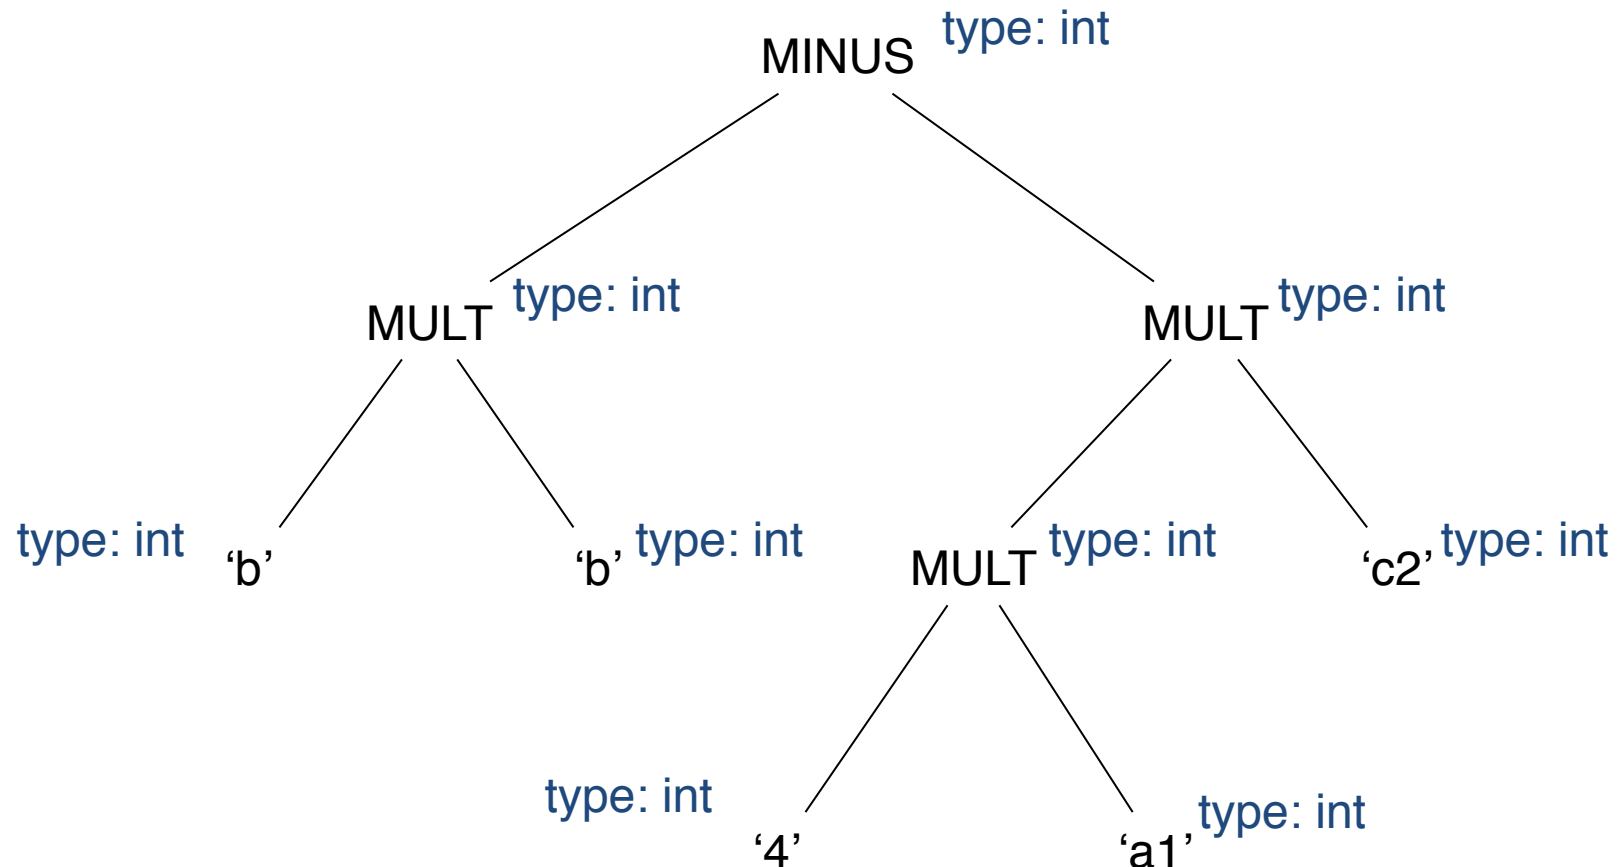 MINUS type: int
MULT type: int
MULT type: int
type: int ‘b’
‘b’ type: int
MULT type: int
‘c2’ type: int
type: int ‘4’
‘a1’ type: int